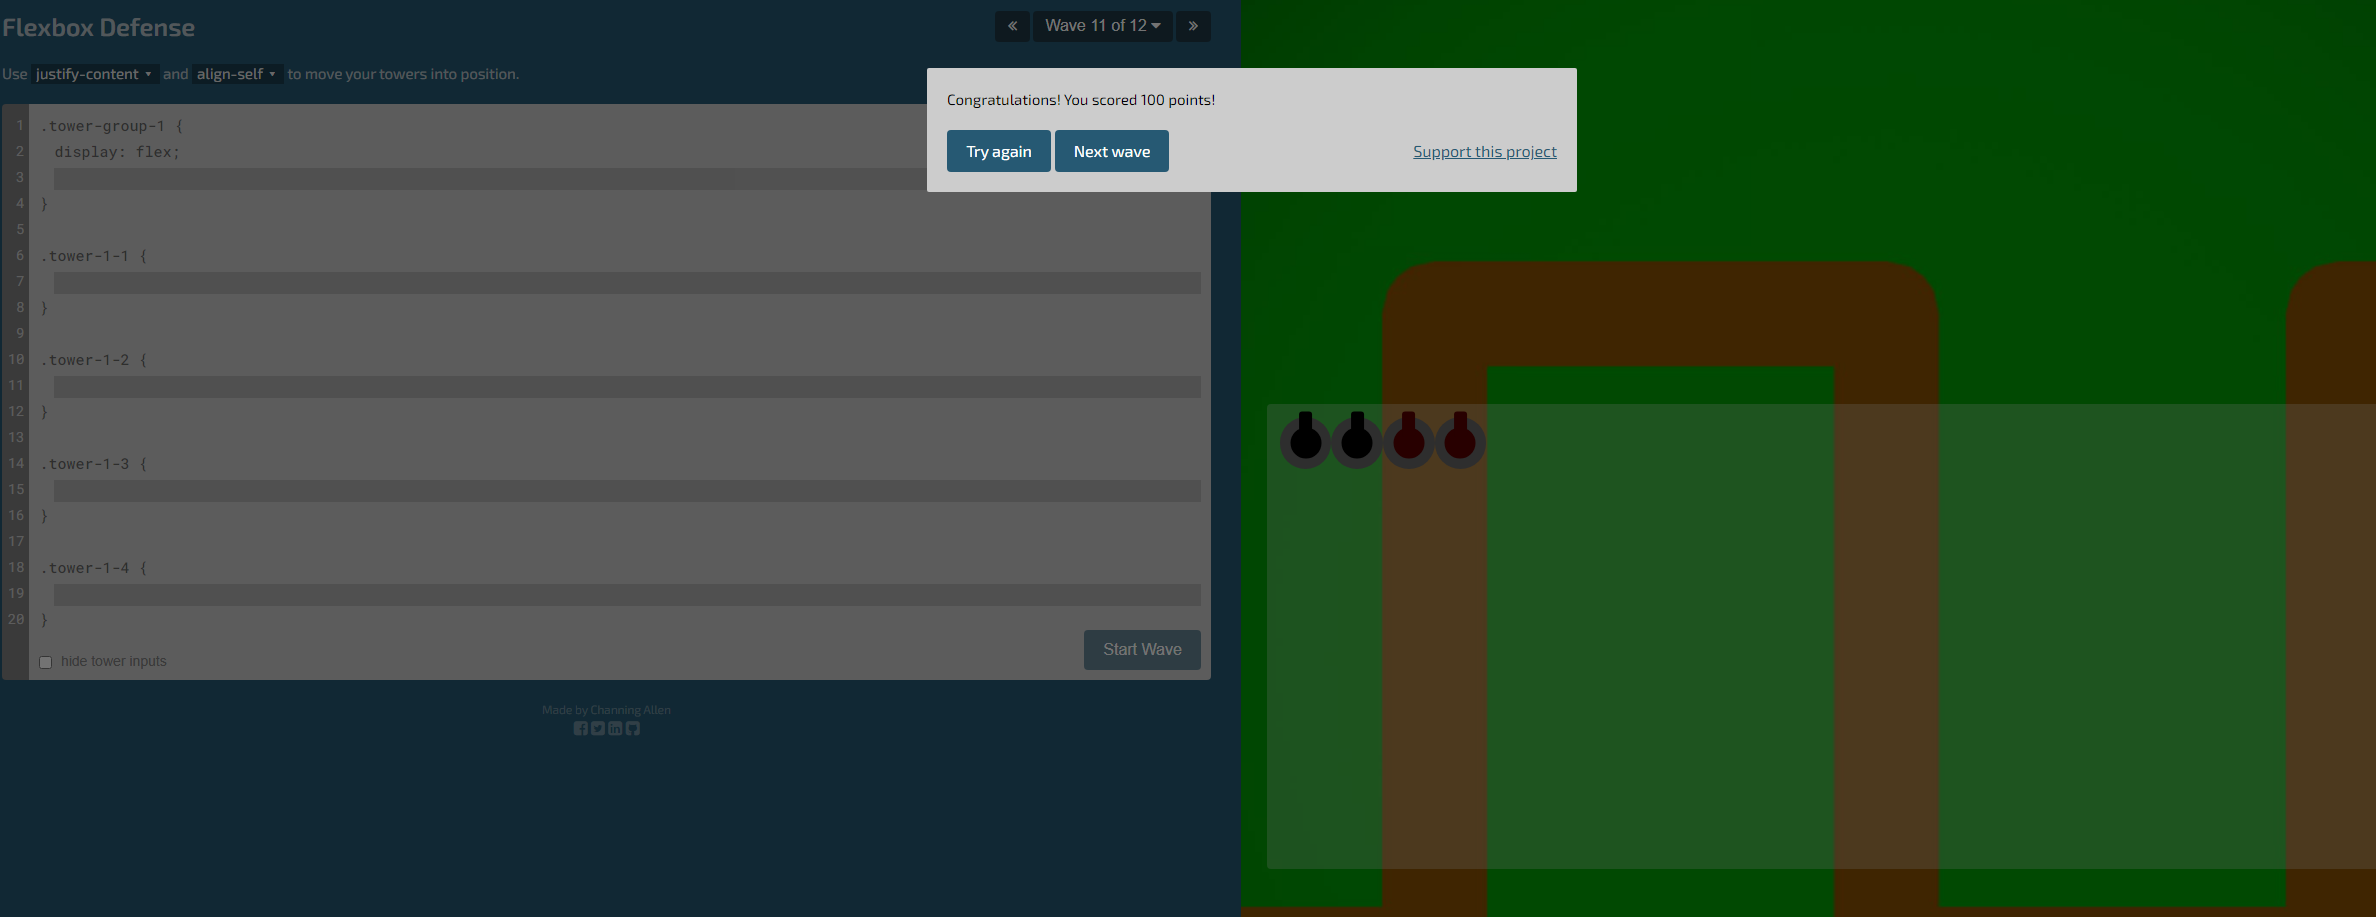 Flexbox Defense
« Wave 11 of 12 »
Use justify-content and align-self to move your towers into position.
Congratulations! You scored 100 points!
Try again Next wave Support this project
1 .tower-group-1 {
2 display: flex;
3
4 }
5
6 .tower-1-1 {
7
8 }
9
10 .tower-1-2 {
11
12 }
13
14 .tower-1-3 {
15
16 }
17
18 .tower-1-4 {
19
20 }
hide tower inputs
Start Wave
Made by Channing Allen